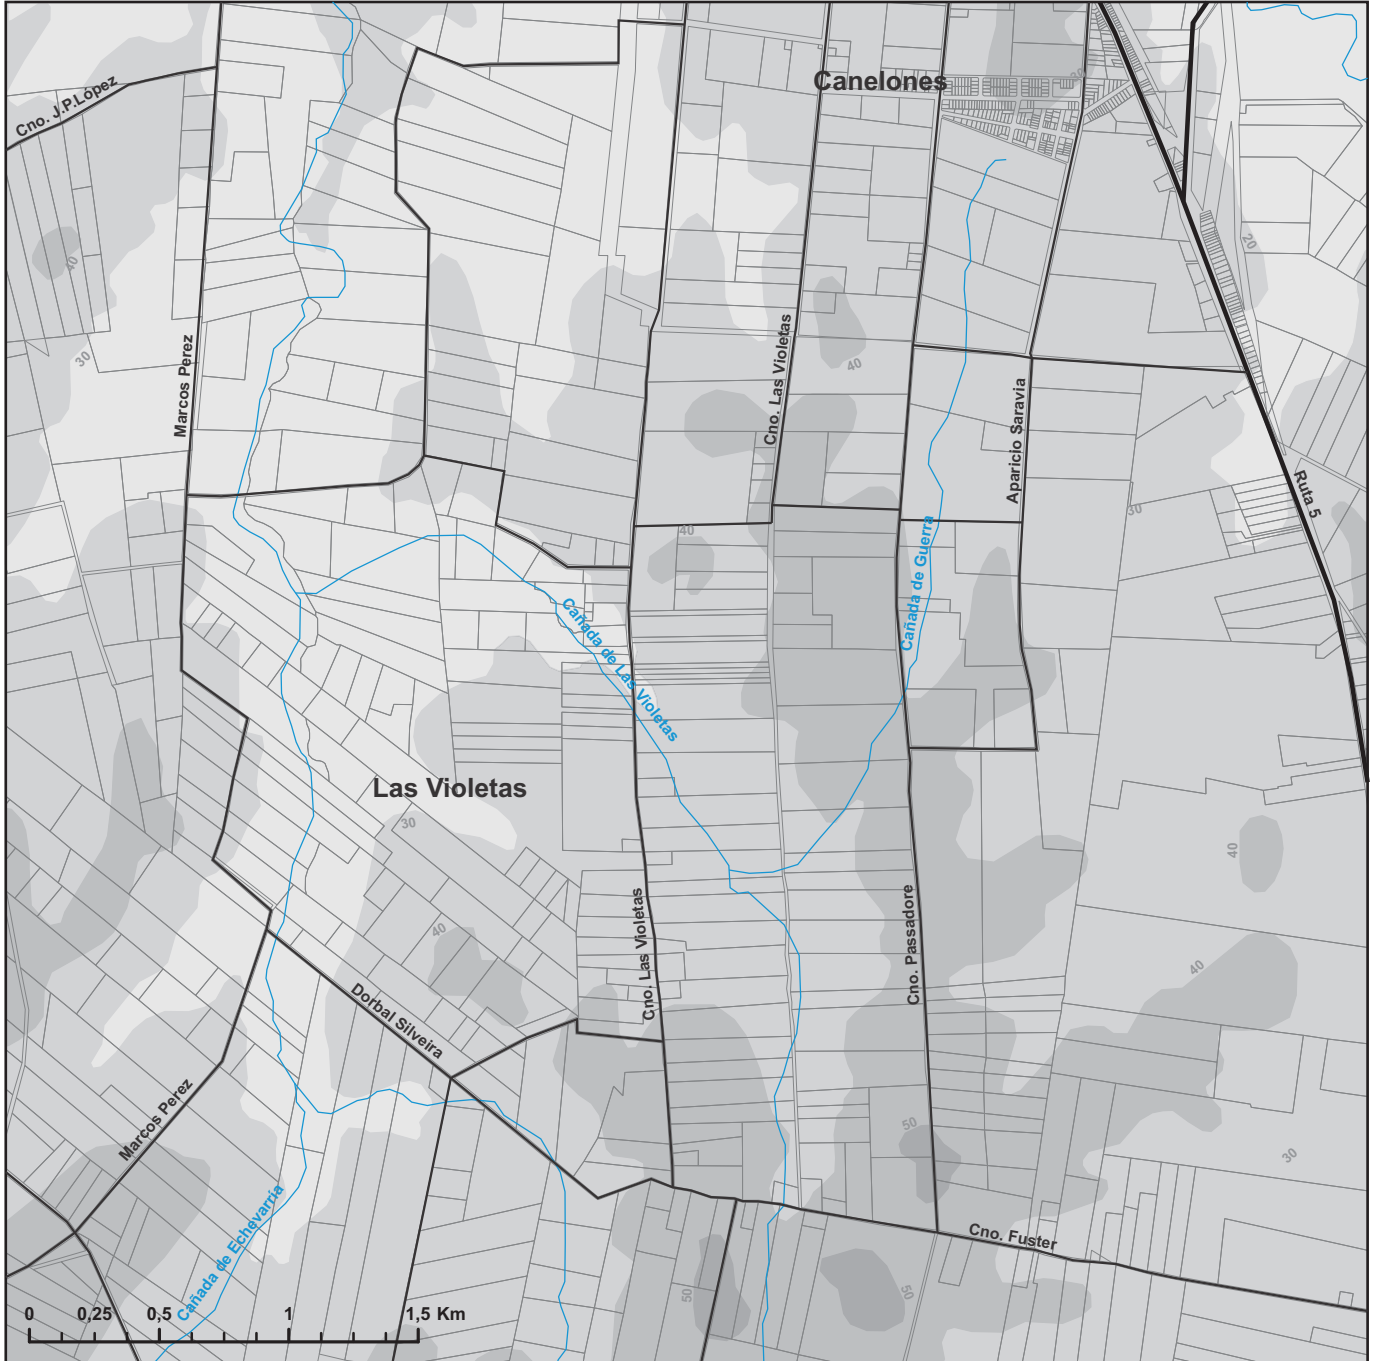 Canelones
30
Cno. J.P.López
20
40
30
Marcos Perez
Cno. Las Violetas
40
Aparicio Saravia
Ruta 5
30
40
Cañada de Guerra
Cañada de Las Violetas
Las Violetas
30
40
40
Cno. Las Violetas
Cno. Passadore
40
Dorbal Silveira
Marcos Perez
50
30
Cañada de Echevarría
Cno. Fuster
50
50
0 0,25 0,5 1 1,5 Km